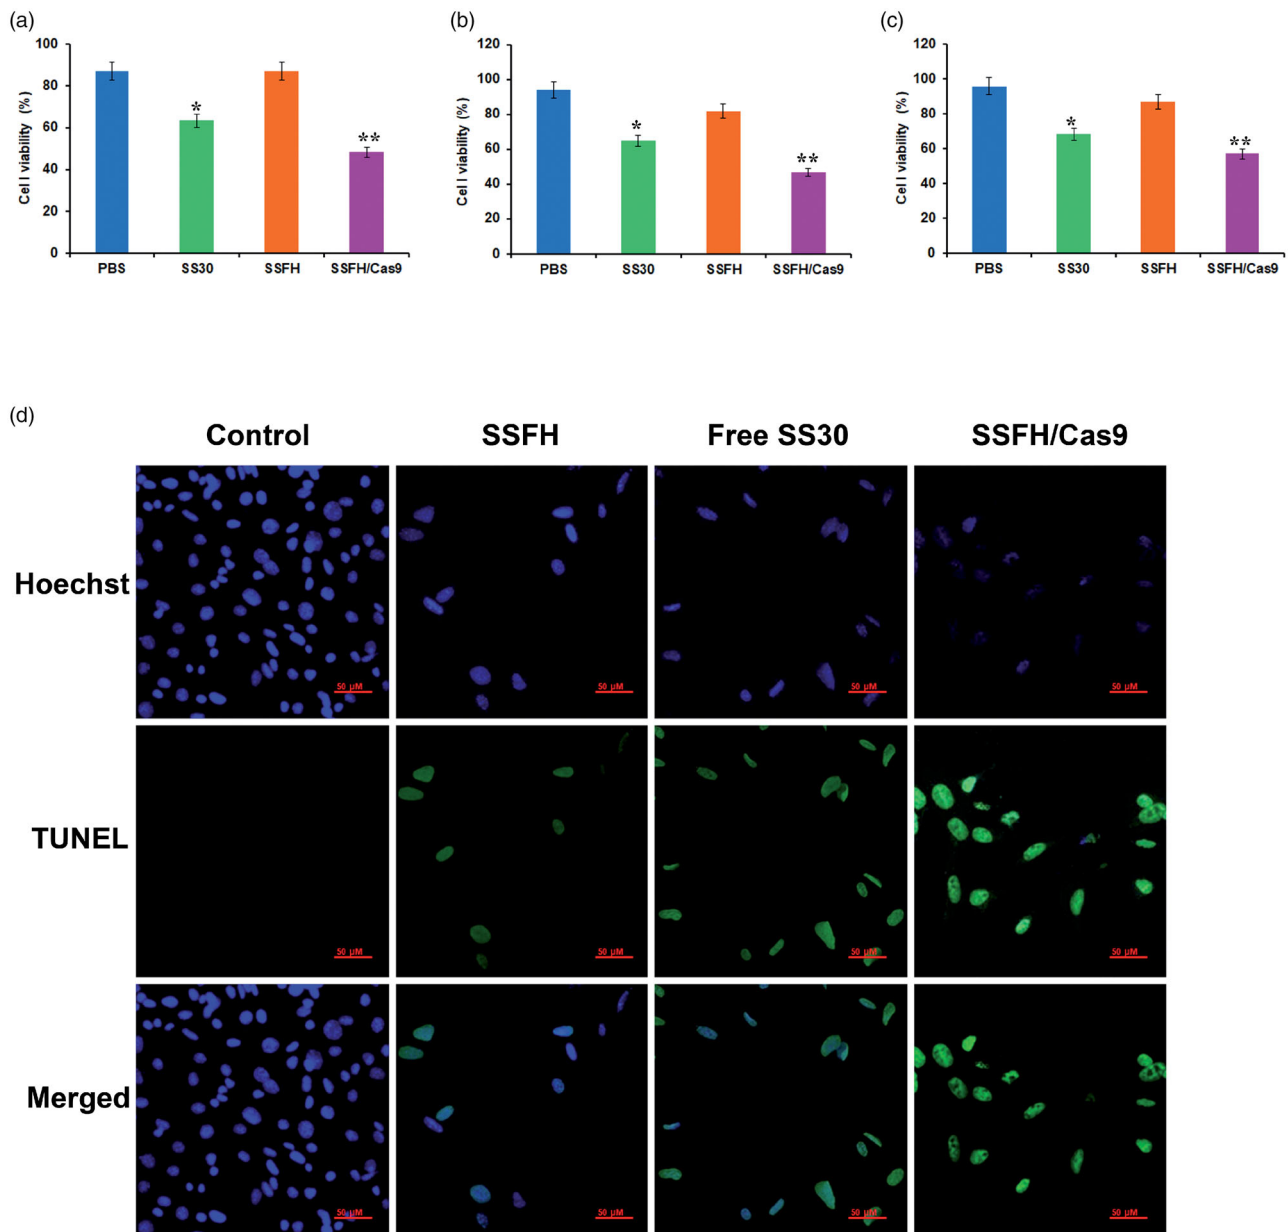 (a)
(b)
(c)
100
80
60
40
20
0
Cel l viability (%)
*
**
PBS SS30 SSFH SSFH/Cas9
120
100
80
60
40
20
0
Cel l viability (%)
*
**
PBS SS30 SSFH SSFH/Cas9
120
100
80
60
40
20
0
Cel l viability (%)
*
**
PBS SS30 SSFH SSFH/Cas9
(d)
Control SSFH Free SS30 SSFH/Cas9
Hoechst
50 µM 50 µM 50 µM 50 µM
TUNEL
50 µM 50 µM 50 µM 50 µM
Merged
50 µM 50 µM 50 µM 50 µM